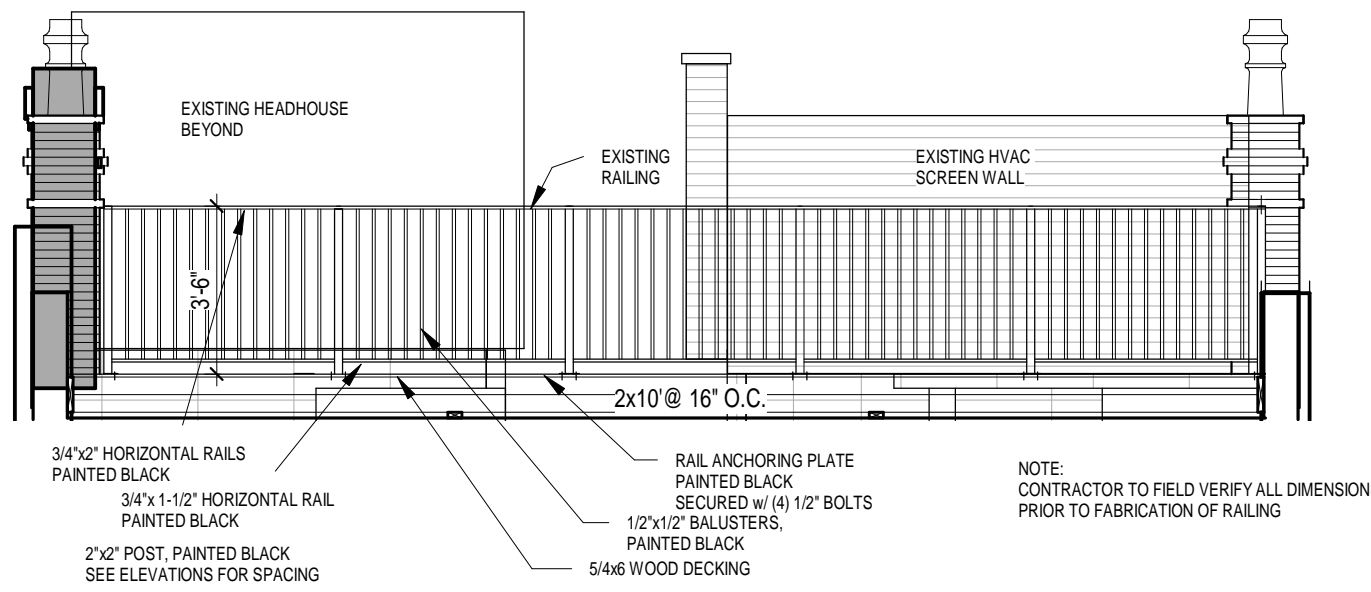 EXISTING HEADHOUSE
BEYOND
EXISTING
RAILING
EXISTING HVAC
SCREEN WALL
3'-6"
2x10'@ 16" O.C.
3/4"x2" HORIZONTAL RAILS
PAINTED BLACK
3/4"x 1-1/2" HORIZONTAL RAIL
PAINTED BLACK
2"x2" POST, PAINTED BLACK
SEE ELEVATIONS FOR SPACING
RAIL ANCHORING PLATE
PAINTED BLACK
SECURED w/ (4) 1/2" BOLTS
1/2"x1/2" BALUSTERS,
PAINTED BLACK
5/4x6 WOOD DECKING
NOTE:
CONTRACTOR TO FIELD VERIFY ALL DIMENSION
PRIOR TO FABRICATION OF RAILING